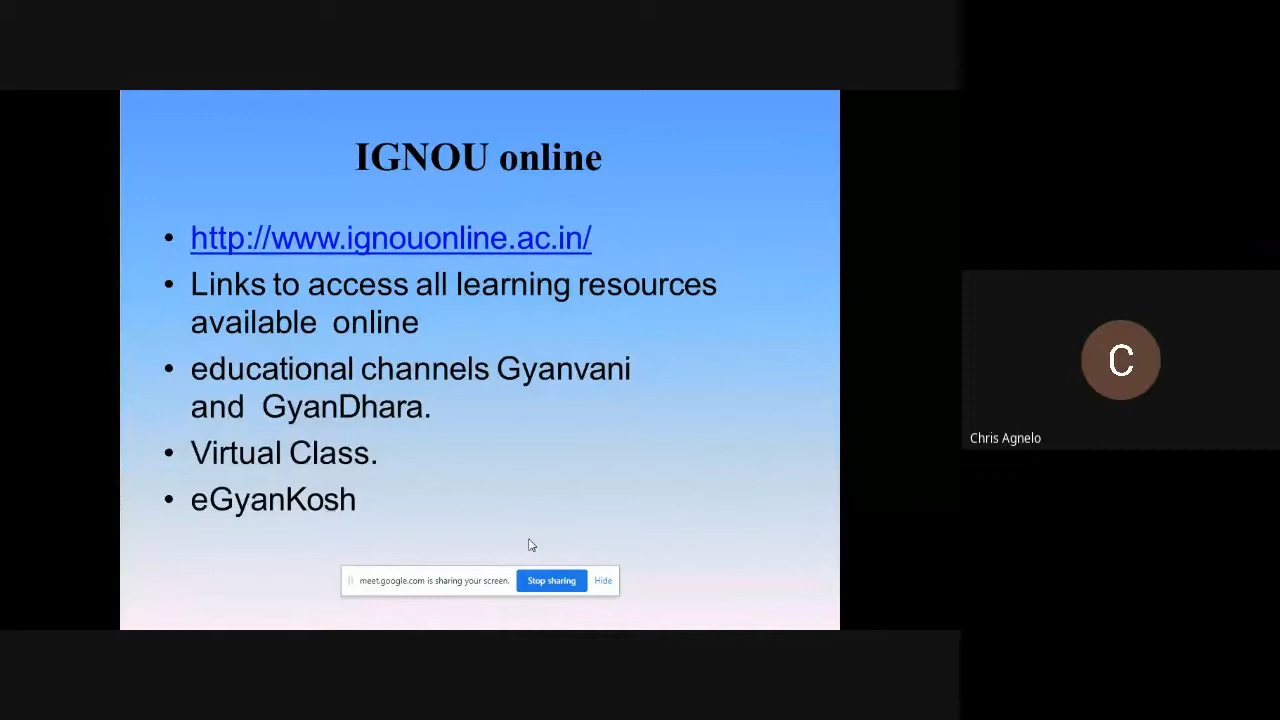 IGNOU online
• http://www.ignouonline.ac.in/
• Links to access all learning resources
available online
• educational channels Gyanvani
and GyanDhara.
• Virtual Class.
• eGyanKosh
meet.google.com is sharing your screen. Stop sharing Hide
C
Chris Agnelo